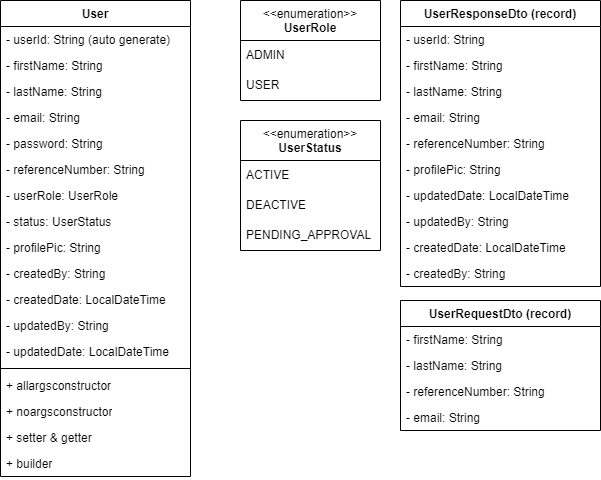 User
- userId: String (auto generate)
- firstName: String
- lastName: String
- email: String
- password: String
- referenceNumber: String
- userRole: UserRole
- status: UserStatus
- profilePic: String
- createdBy: String
- createdDate: LocalDateTime
- updatedBy: String
- updatedDate: LocalDateTime
+ allargsconstructor
+ noargsconstructor
+ setter & getter
+ builder
<<enumeration>>
UserRole
ADMIN
USER
<<enumeration>>
UserStatus
ACTIVE
DEACTIVE
PENDING_APPROVAL
UserResponseDto (record)
- userId: String
- firstName: String
- lastName: String
- email: String
- referenceNumber: String
- profilePic: String
- updatedDate: LocalDateTime
- updatedBy: String
- createdDate: LocalDateTime
- createdBy: String
UserRequestDto (record)
- firstName: String
- lastName: String
- referenceNumber: String
- email: String